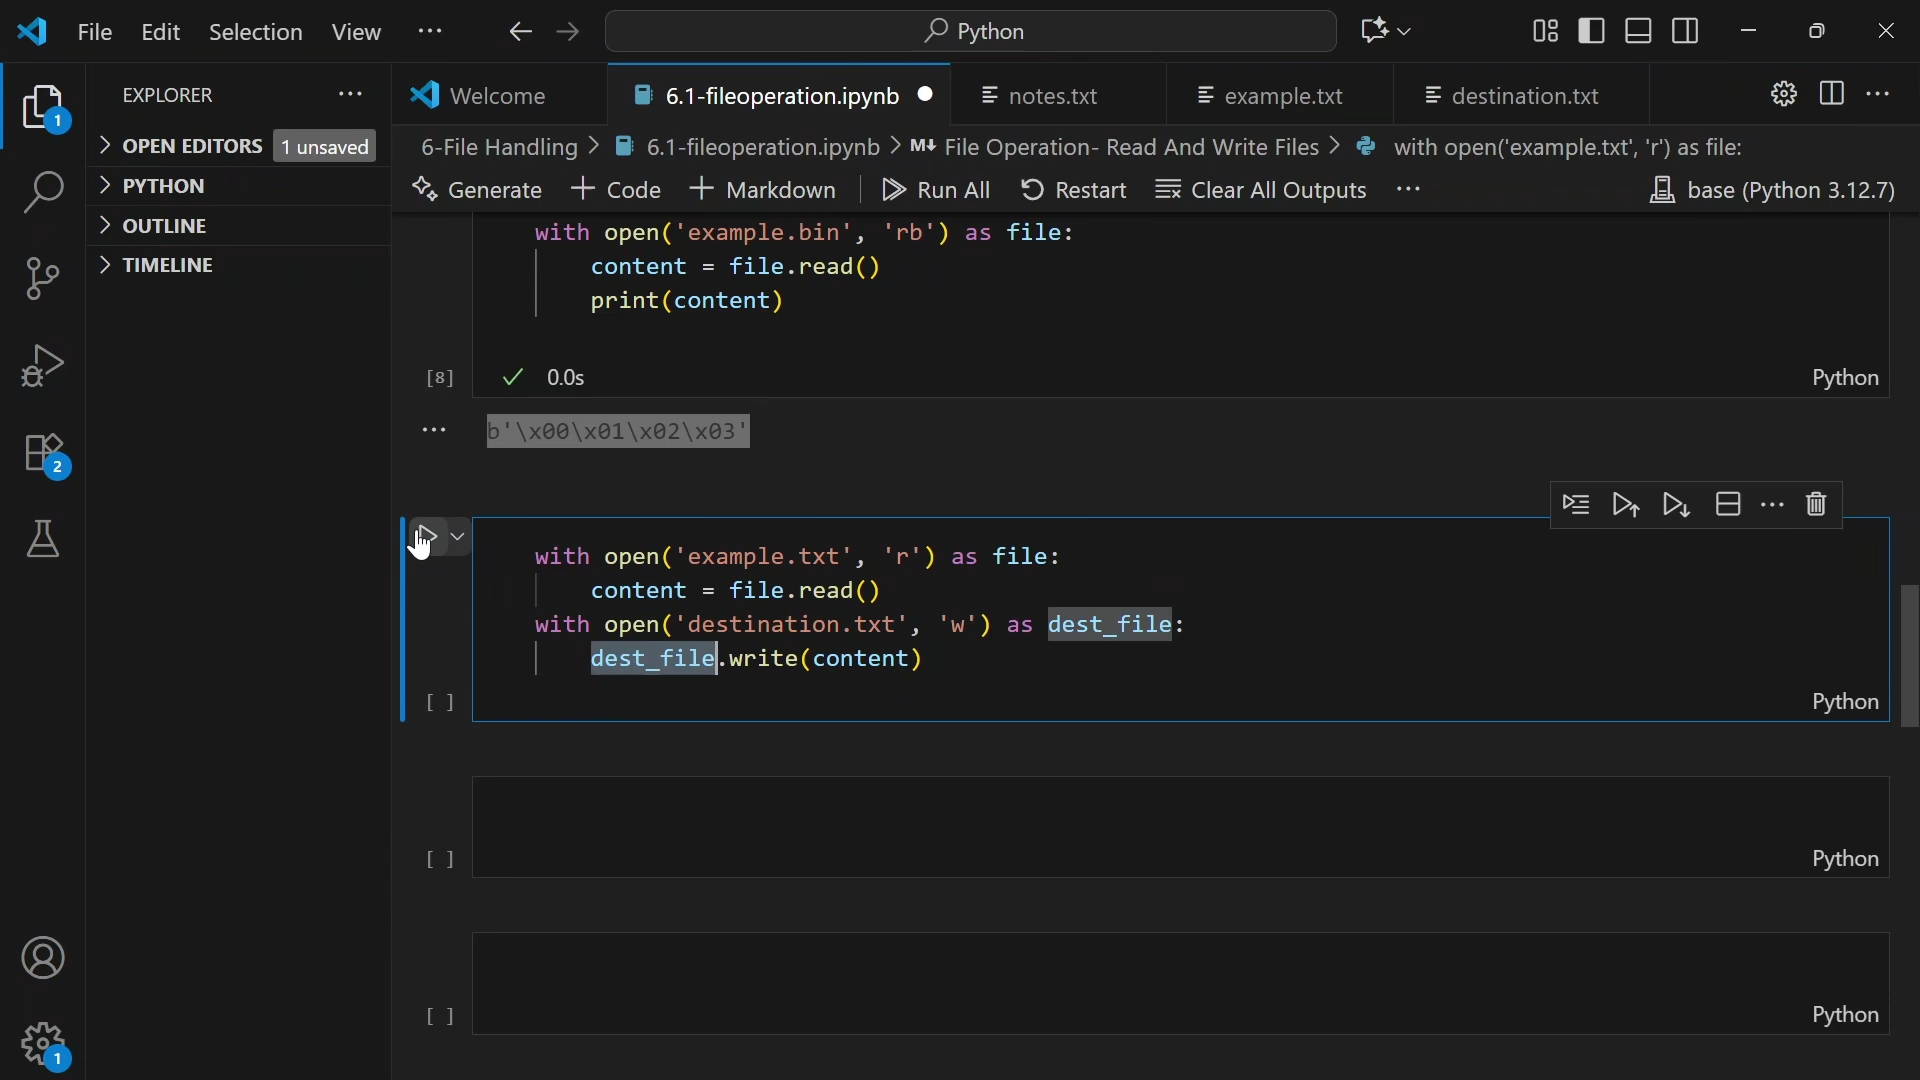 File Edit Selection View ··· Python
EXPLORER ···
OPEN EDITORS 1 unsaved
PYTHON
OUTLINE
TIMELINE
1
2
1
Welcome 6.1-fileoperation.ipynb notes.txt example.txt destination.txt ···
6-File Handling > 6.1-fileoperation.ipynb > M↓ File Operation- Read And Write Files > with open('example.txt', 'r') as file:
Generate + Code + Markdown Run All Restart Clear All Outputs ··· base (Python 3.12.7)
with open('example.bin', 'rb') as file:
content = file.read()
print(content)
[8] ✓ 0.0s Python
··· b'\x00\x01\x02\x03'
with open('example.txt', 'r') as file:
content = file.read()
with open('destination.txt', 'w') as dest_file:
dest_file.write(content)
[ ] Python
[ ] Python
[ ] Python